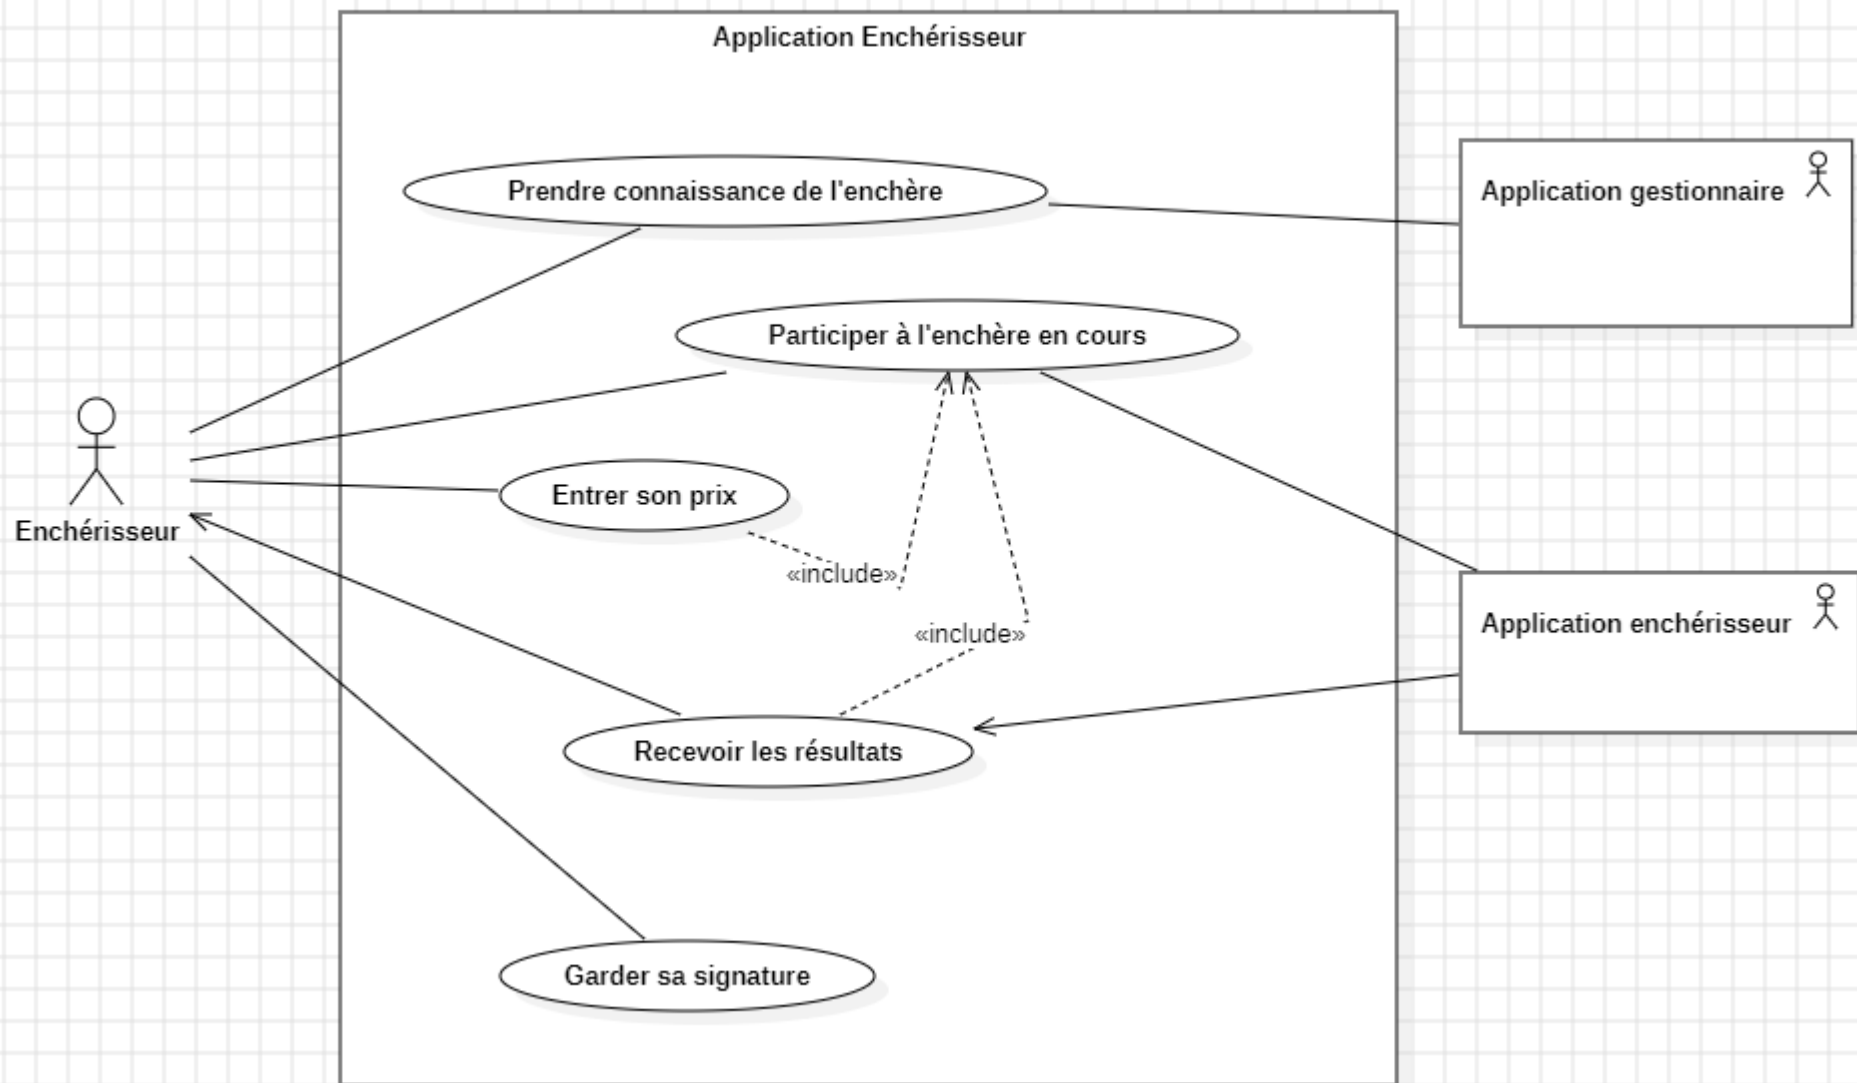 Application Enchérisseur
Prendre connaissance de l'enchère
Application gestionnaire
Participer à l'enchère en cours
Entrer son prix
Enchérisseur
«include»
«include»
Application enchérisseur
Recevoir les résultats
Garder sa signature